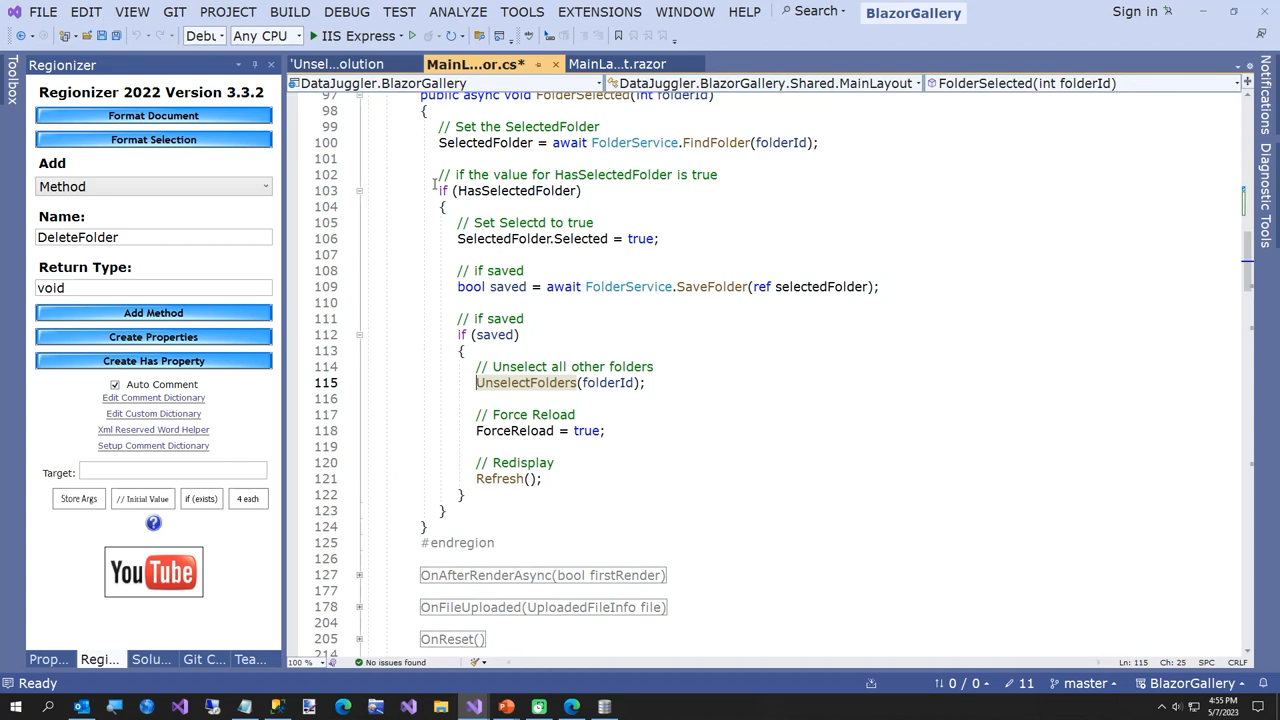 File Edit View Git Project Build Debug Test Analyze Tools Extensions Window Help Search BlazorGallery Sign in
Debu Any CPU IIS Express
Toolbox
Regionizer
Regionizer 2022 Version 3.3.2
Format Document
Format Selection
Add
Method
Name:
DeleteFolder
Return Type:
void
Add Method
Create Properties
Create Has Property
Auto Comment
Edit Comment Dictionary
Edit Custom Dictionary
Xml Reserved Word Helper
Setup Comment Dictionary
Target:
Store Args // Initial Value if (exists) 4 each
?
YouTube
Prop... Regi... Solu... Git C... Tea...
'Unsel...olution MainL...or.cs* MainL...t.razor
DataJuggler.BlazorGallery DataJuggler.BlazorGallery.Shared.MainLayout FolderSelected(int folderId)
97 public async void FolderSelected(int folderId)
98 {
99 // Set the SelectedFolder
100 SelectedFolder = await FolderService.FindFolder(folderId);
101
102 // if the value for HasSelectedFolder is true
103 if (HasSelectedFolder)
104 {
105 // Set Selectd to true
106 SelectedFolder.Selected = true;
107
108 // if saved
109 bool saved = await FolderService.SaveFolder(ref selectedFolder);
110
111 // if saved
112 if (saved)
113 {
114 // Unselect all other folders
115 UnselectFolders(folderId);
116
117 // Force Reload
118 ForceReload = true;
119
120 // Redisplay
121 Refresh();
122 }
123 }
124 }
125 #endregion
126
127 OnAfterRenderAsync(bool firstRender)
177
178 OnFileUploaded(UploadedFileInfo file)
204
205 OnReset()
214
Notifications
Diagnostic Tools
100 % No issues found Ln: 115 Ch: 25 SPC CRLF
Ready 0 / 0 11 master BlazorGallery
4:55 PM
5/7/2023